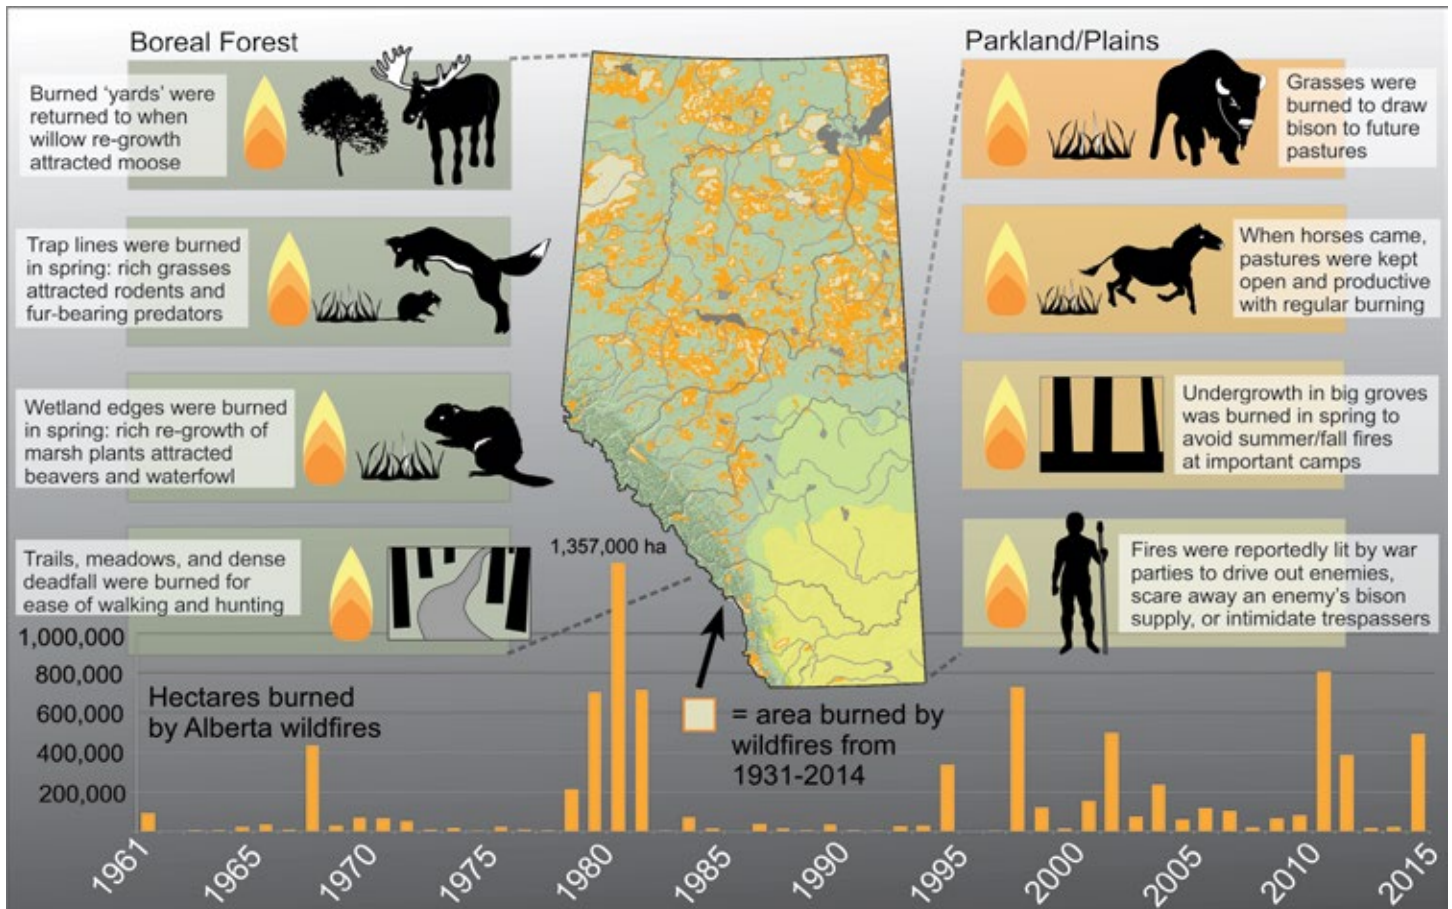 Boreal Forest
Burned ‘yards’ were
returned to when
willow re-growth
attracted moose
Trap lines were burned
in spring: rich grasses
attracted rodents and
fur-bearing predators
Wetland edges were burned
in spring: rich re-growth of
marsh plants attracted
beavers and waterfowl
Trails, meadows, and dense
deadfall were burned for
ease of walking and hunting
Parkland/Plains
Grasses were
burned to draw
bison to future
pastures
When horses came,
pastures were kept
open and productive
with regular burning
Undergrowth in big groves
was burned in spring to
avoid summer/fall fires
at important camps
Fires were reportedly lit by war
parties to drive out enemies,
scare away an enemy’s bison
supply, or intimidate trespassers
1,357,000 ha
= area burned by
wildfires from
1931-2014
Hectares burned
by Alberta wildfires
1,000,000
800,000
600,000
400,000
200,000
1961
1965
1970
1975
1980
1985
1990
1995
2000
2005
2010
2015